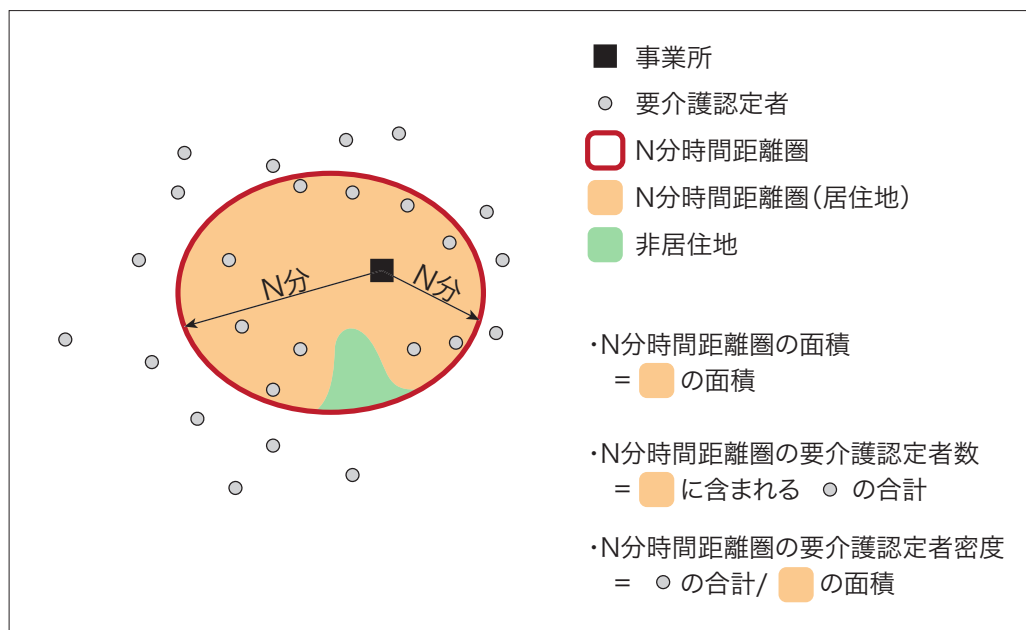 事業所
要介護認定者
N分時間距離圏
N分時間距離圏(居住地)
非居住地
N分
N分
・N分時間距離圏の面積
= の面積
・N分時間距離圏の要介護認定者数
= に含まれる の合計
・N分時間距離圏の要介護認定者密度
= の合計/ の面積